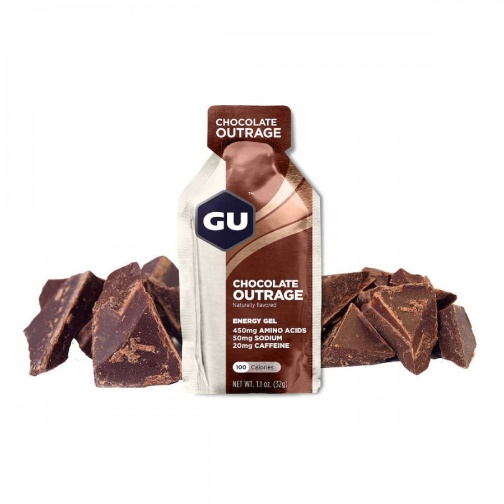 CHOCOLATE
OUTRAGE
™
GU
CHOCOLATE
OUTRAGE
Naturally flavored
ENERGY GEL
450mg AMINO ACIDS
50mg SODIUM
20mg CAFFEINE
100 Calories
NET WT. 1.1 oz. (32g)